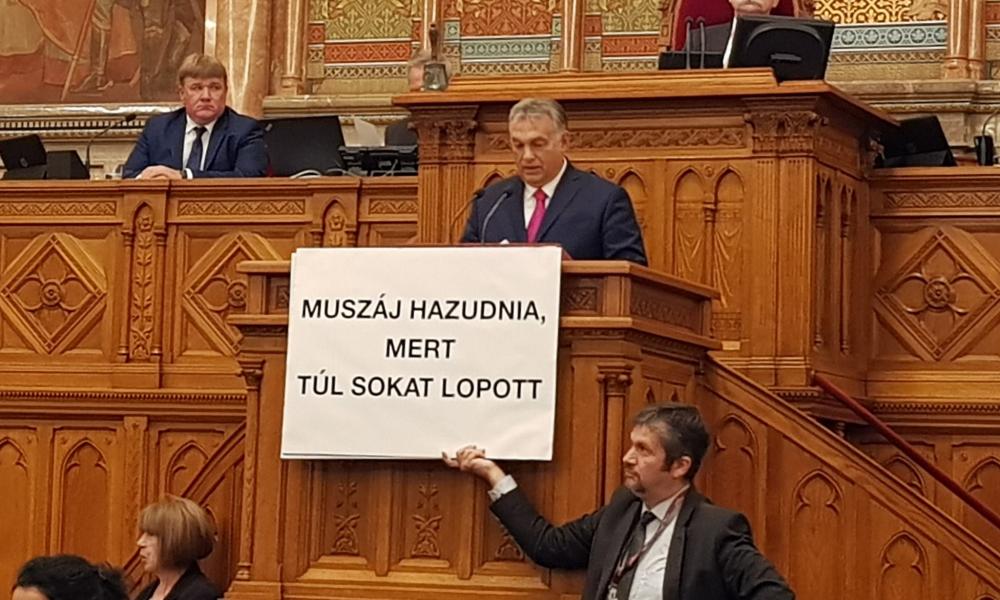 MUSZÁJ HAZUDNIA,
MERT
TÚL SOKAT LOPOTT